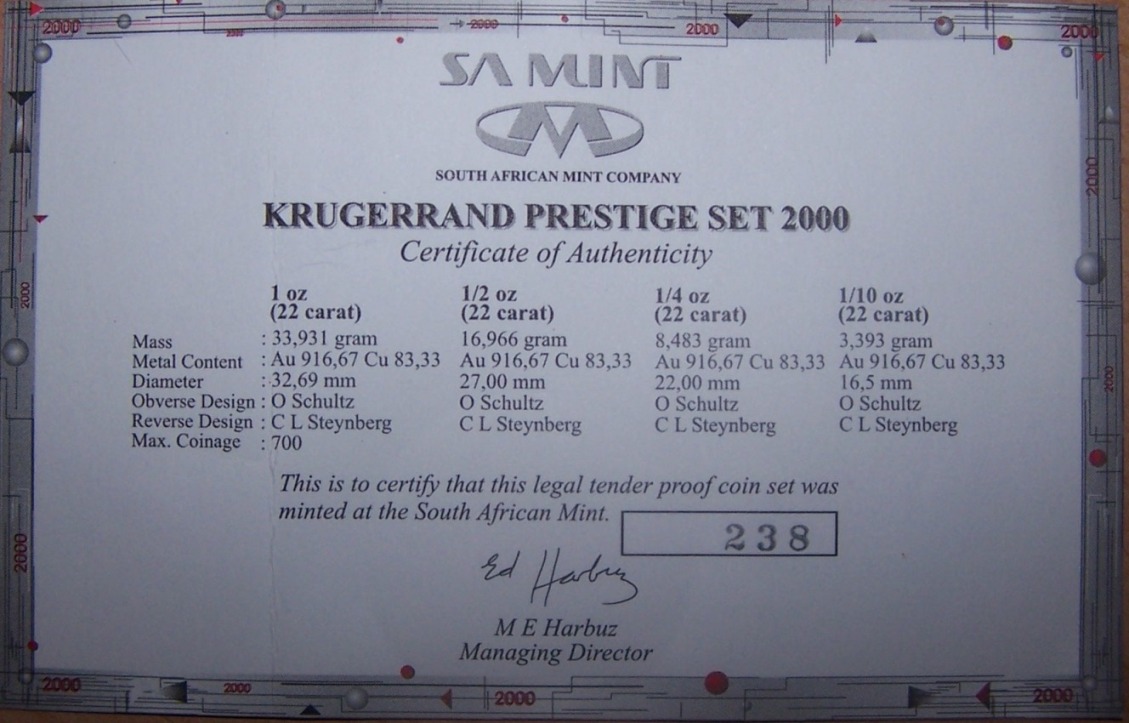 2000 2000 2000 2000 2000
SA MINT
SOUTH AFRICAN MINT COMPANY
KRUGERRAND PRESTIGE SET 2000
Certificate of Authenticity
1 oz 1/2 oz 1/4 oz 1/10 oz
(22 carat) (22 carat) (22 carat) (22 carat)
Mass : 33,931 gram 16,966 gram 8,483 gram 3,393 gram
Metal Content : Au 916,67 Cu 83,33 Au 916,67 Cu 83,33 Au 916,67 Cu 83,33 Au 916,67 Cu 83,33
Diameter : 32,69 mm 27,00 mm 22,00 mm 16,5 mm
Obverse Design : O Schultz O Schultz O Schultz O Schultz
Reverse Design : C L Steynberg C L Steynberg C L Steynberg C L Steynberg
Max. Coinage : 700
This is to certify that this legal tender proof coin set was
minted at the South African Mint.
238
Ed Harbuz
M E Harbuz
Managing Director
2000
2000
2000
2000
2000 2000 2000 2000